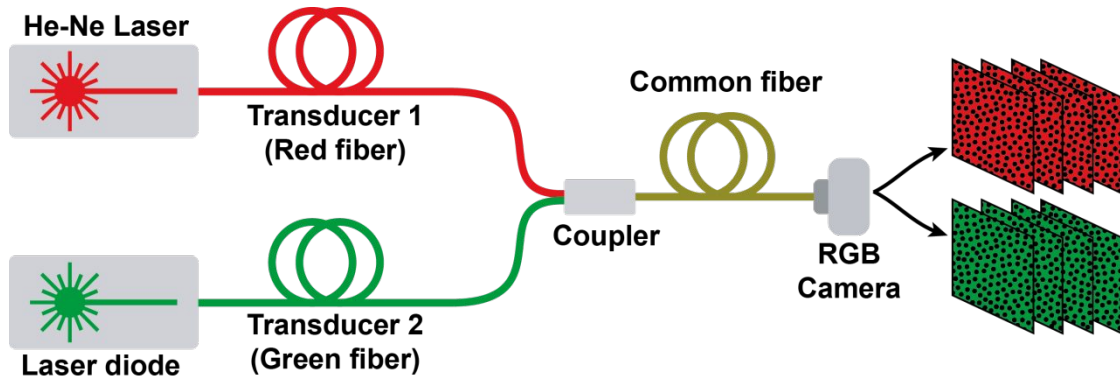 He-Ne Laser
Transducer 1
(Red fiber)
Common fiber
Coupler
RGB
Camera
Transducer 2
(Green fiber)
Laser diode